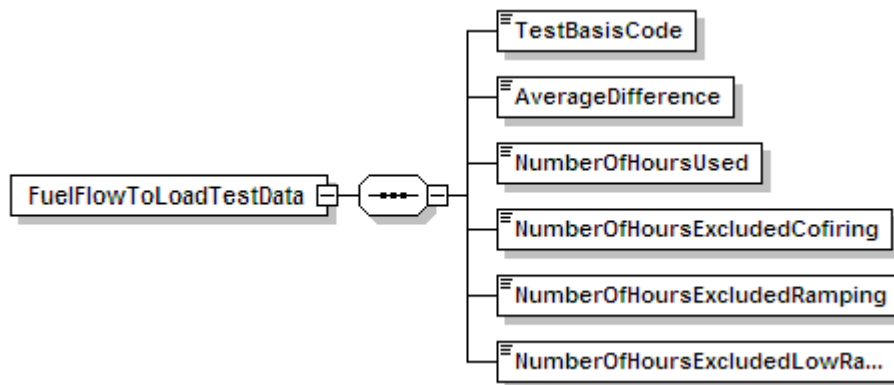 TestBasisCode
AverageDifference
NumberOfHoursUsed
FuelFlowToLoadTestData
NumberOfHoursExcludedCofiring
NumberOfHoursExcludedRamping
NumberOfHoursExcludedLowRa...